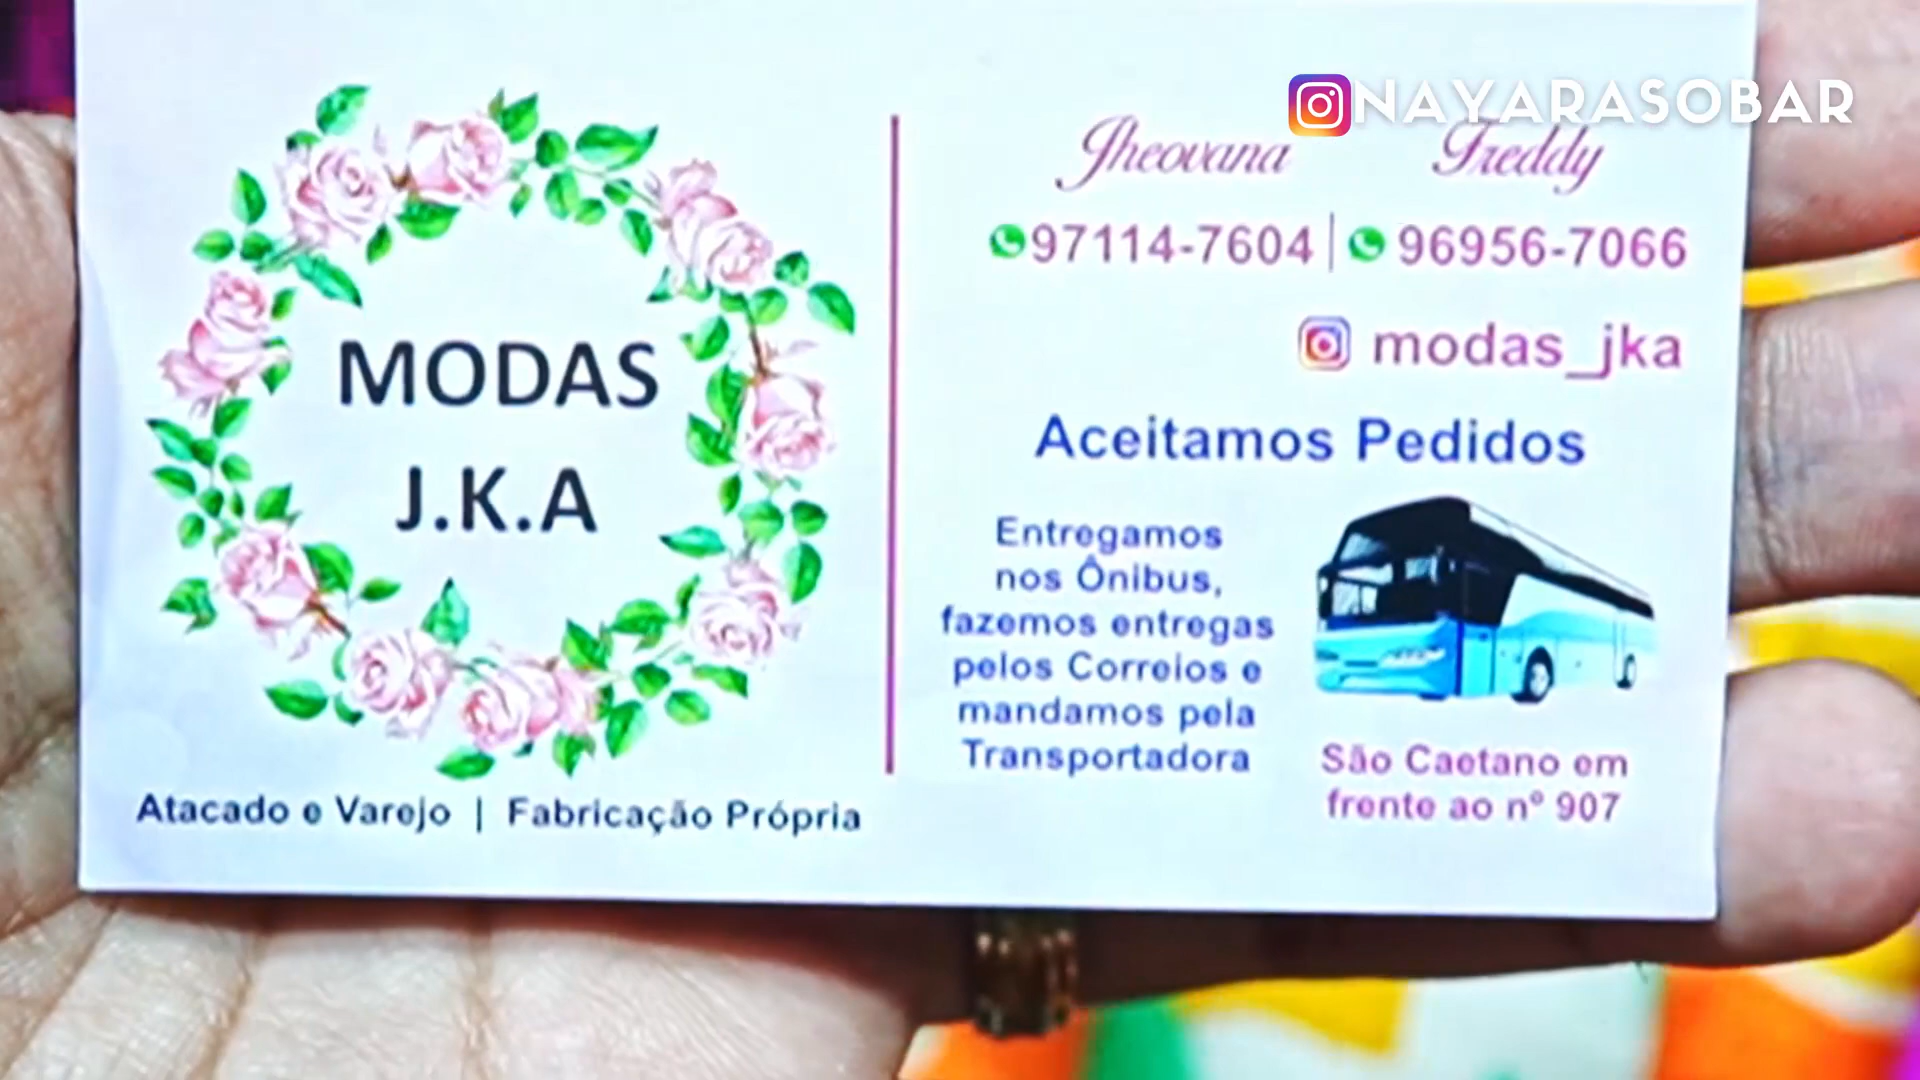 NAYARASOBAR
MODAS
J.K.A
Atacado e Varejo | Fabricação Própria
Jheovana Freddy
97114-7604 | 96956-7066
modas_jka
Aceitamos Pedidos
Entregamos
nos Ônibus,
fazemos entregas
pelos Correios e
mandamos pela
Transportadora
São Caetano em
frente ao nº 907